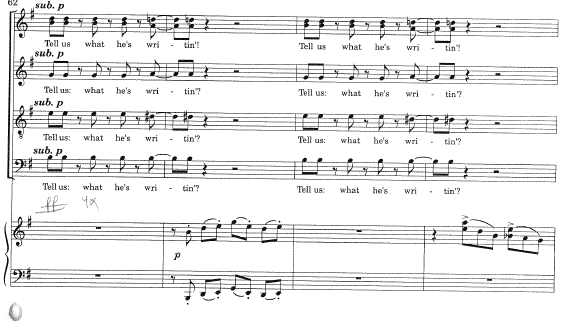 62
sub. p
Tell us what he's wri - tin'! Tell us what he's wri - tin'!
sub. p
Tell us: what he's wri - tin'? Tell us: what he's wri - tin'?
sub. p
Tell us: what he's wri - tin'? Tell us: what he's wri - tin'?
sub. p
Tell us: what he's wri - tin'? Tell us: what he's wri - tin'?
p